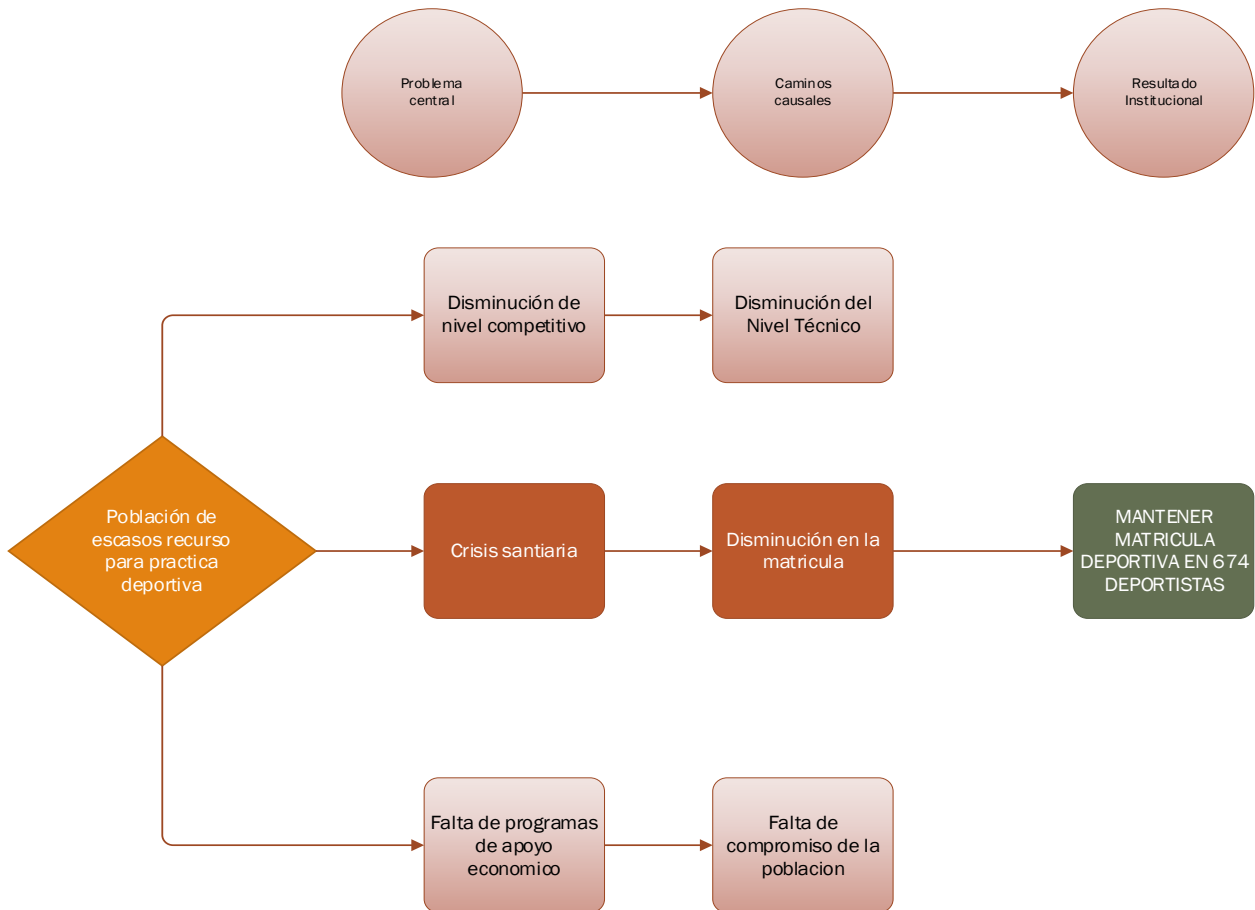 Problema
central
Caminos
causales
Resultado
Institucional
Disminución de
nivel competitivo
Disminución del
Nivel Técnico
Población de
escasos recurso
para practica
deportiva
Crisis santiaria
Disminución en la
matricula
MANTENER
MATRICULA
DEPORTIVA EN 674
DEPORTISTAS
Falta de programas
de apoyo
economico
Falta de
compromiso de la
poblacion